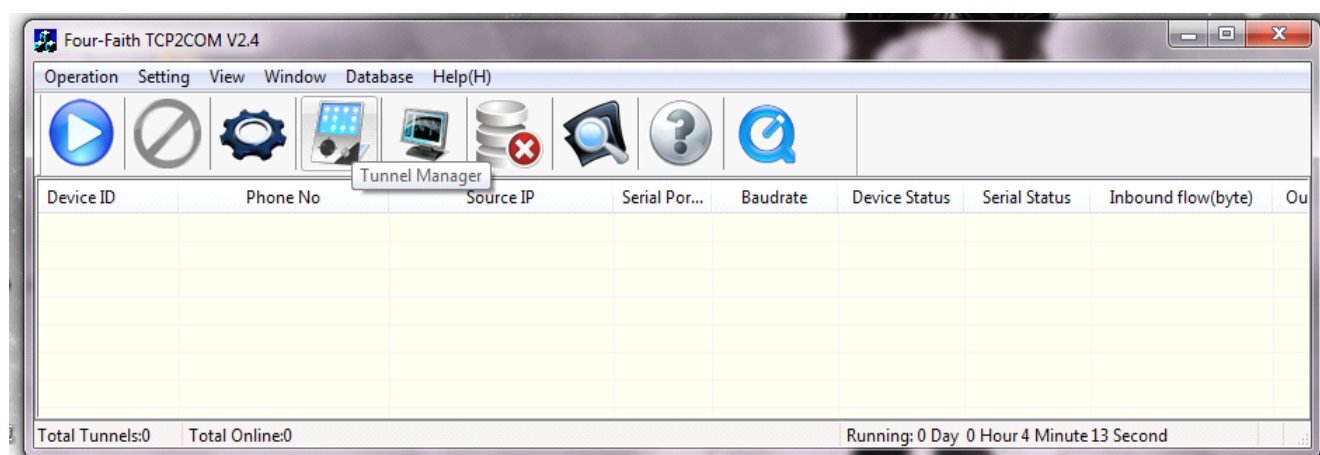 Four-Faith TCP2COM V2.4
Operation Setting View Window Database Help(H)
Tunnel Manager
Device ID Phone No Source IP Serial Por... Baudrate Device Status Serial Status Inbound flow(byte) Ou
Total Tunnels:0 Total Online:0 Running: 0 Day 0 Hour 4 Minute 13 Second